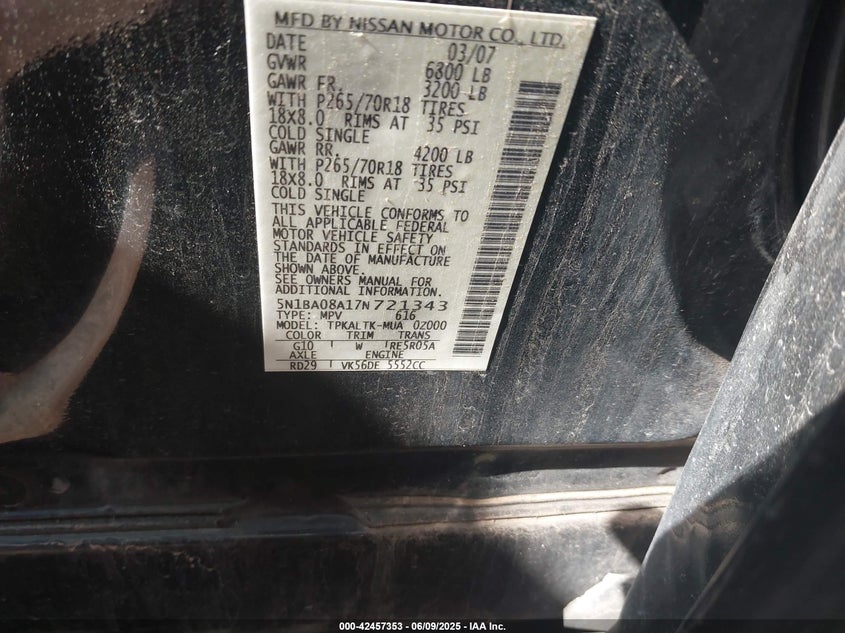 MFD BY NISSAN MOTOR CO., LTD.
DATE 03/07
GVWR 6800 LB
GAWR FR. 3200 LB
WITH P265/70R18 TIRES
18X8.0 RIMS AT 35 PSI
COLD SINGLE
GAWR RR. 4200 LB
WITH P265/70R18 TIRES
18X8.0 RIMS AT 35 PSI
COLD SINGLE
THIS VEHICLE CONFORMS TO
ALL APPLICABLE FEDERAL
MOTOR VEHICLE SAFETY
STANDARDS IN EFFECT ON
THE DATE OF MANUFACTURE
SHOWN ABOVE.
SEE OWNERS MANUAL FOR
ADDITIONAL INFORMATION.
5N1BA08A17N721343
TYPE: MPV 616
MODEL: TPKALTK-MUA 0Z000
COLOR TRIM TRANS
G10 W RE5R05A
AXLE ENGINE
RD29 VK56DE 5552CC
000-42457353 - 06/09/2025 - IAA Inc.